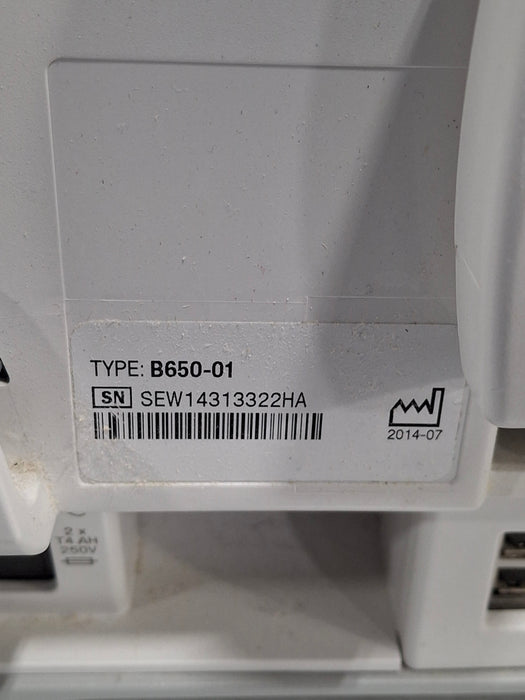 TYPE: B650-01
SN SEW14313322HA
2014-07
2 x
T4 AH
250V